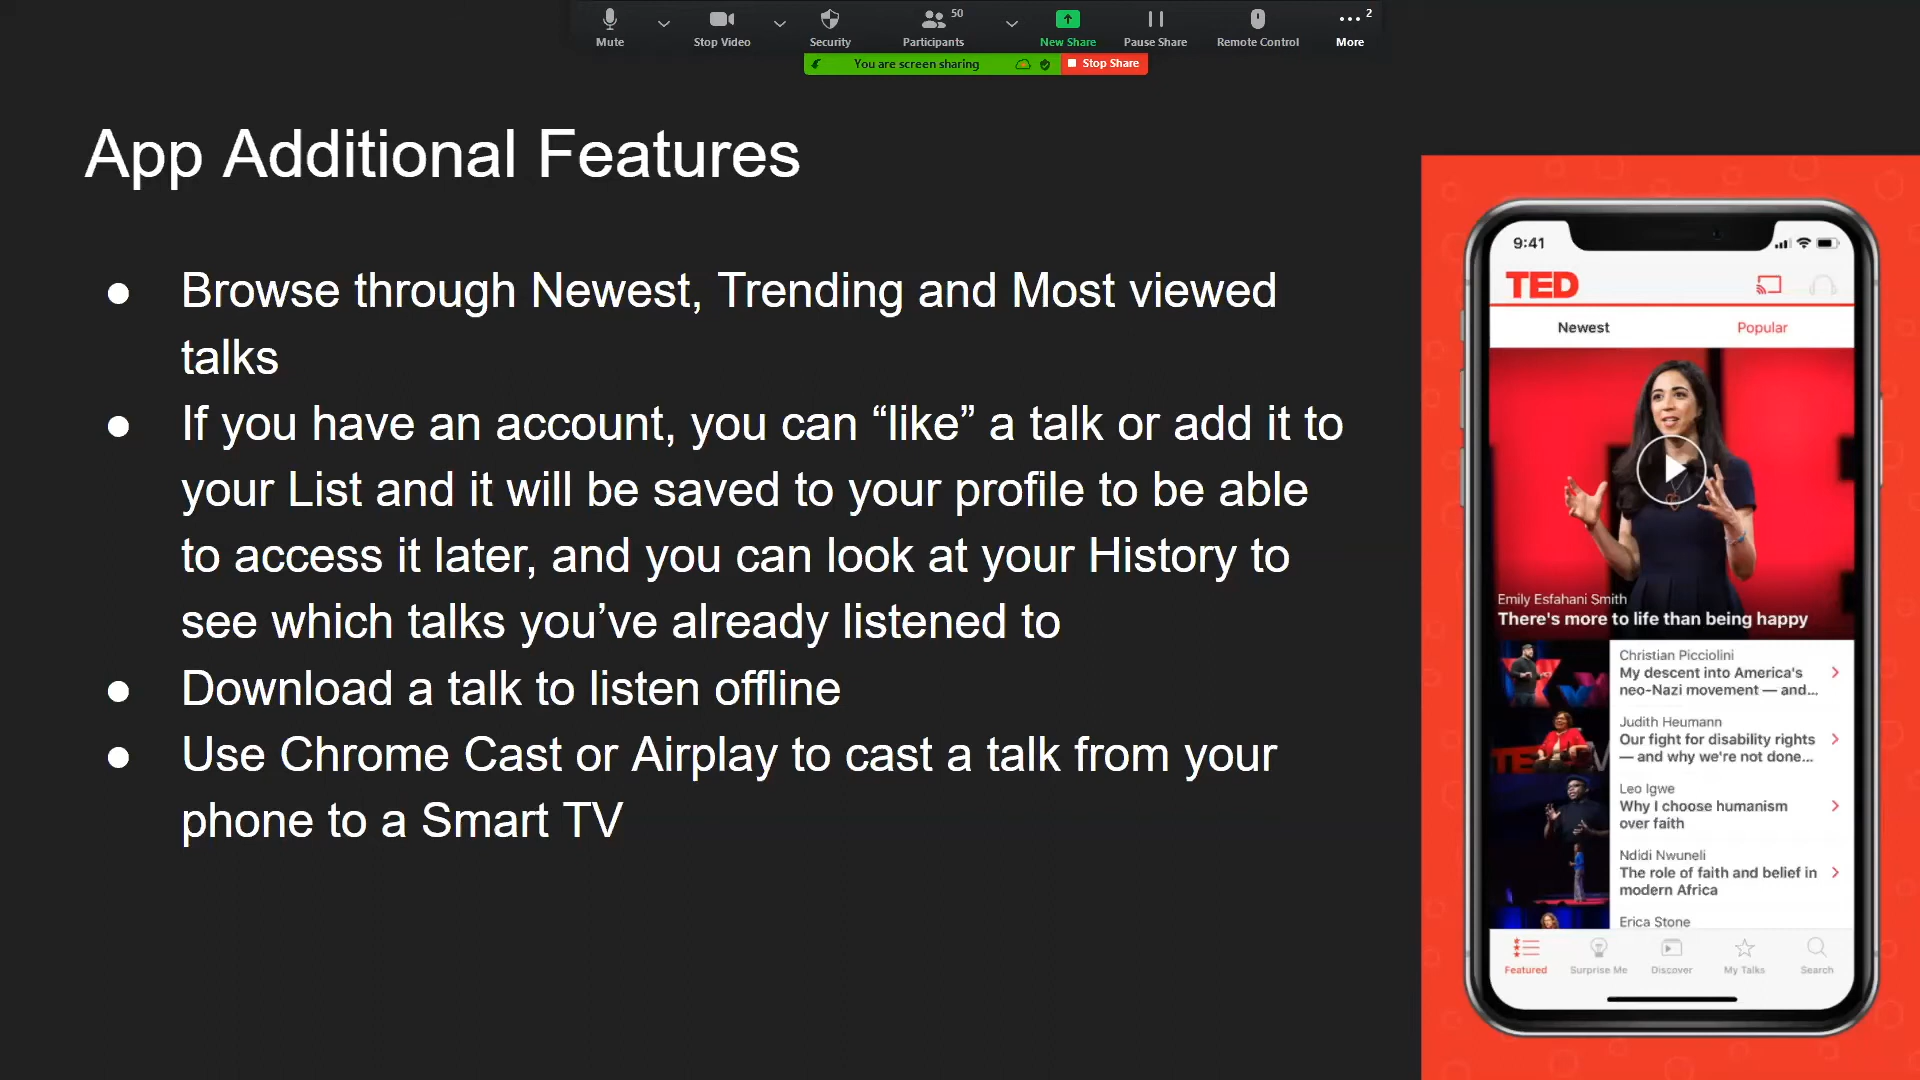 Mute
Stop Video
Security
Participants
50
New Share
Pause Share
Remote Control
More
2
You are screen sharing
Stop Share
App Additional Features
● Browse through Newest, Trending and Most viewed
talks
● If you have an account, you can “like” a talk or add it to
your List and it will be saved to your profile to be able
to access it later, and you can look at your History to
see which talks you’ve already listened to
● Download a talk to listen offline
● Use Chrome Cast or Airplay to cast a talk from your
phone to a Smart TV
9:41
TED
Newest
Popular
Emily Esfahani Smith
There's more to life than being happy
Christian Picciolini
My descent into America's
neo-Nazi movement — and...
Judith Heumann
Our fight for disability rights
— and why we're not done...
Leo Igwe
Why I choose humanism
over faith
Ndidi Nwuneli
The role of faith and belief in
modern Africa
Erica Stone
Featured
Surprise Me
Discover
My Talks
Search